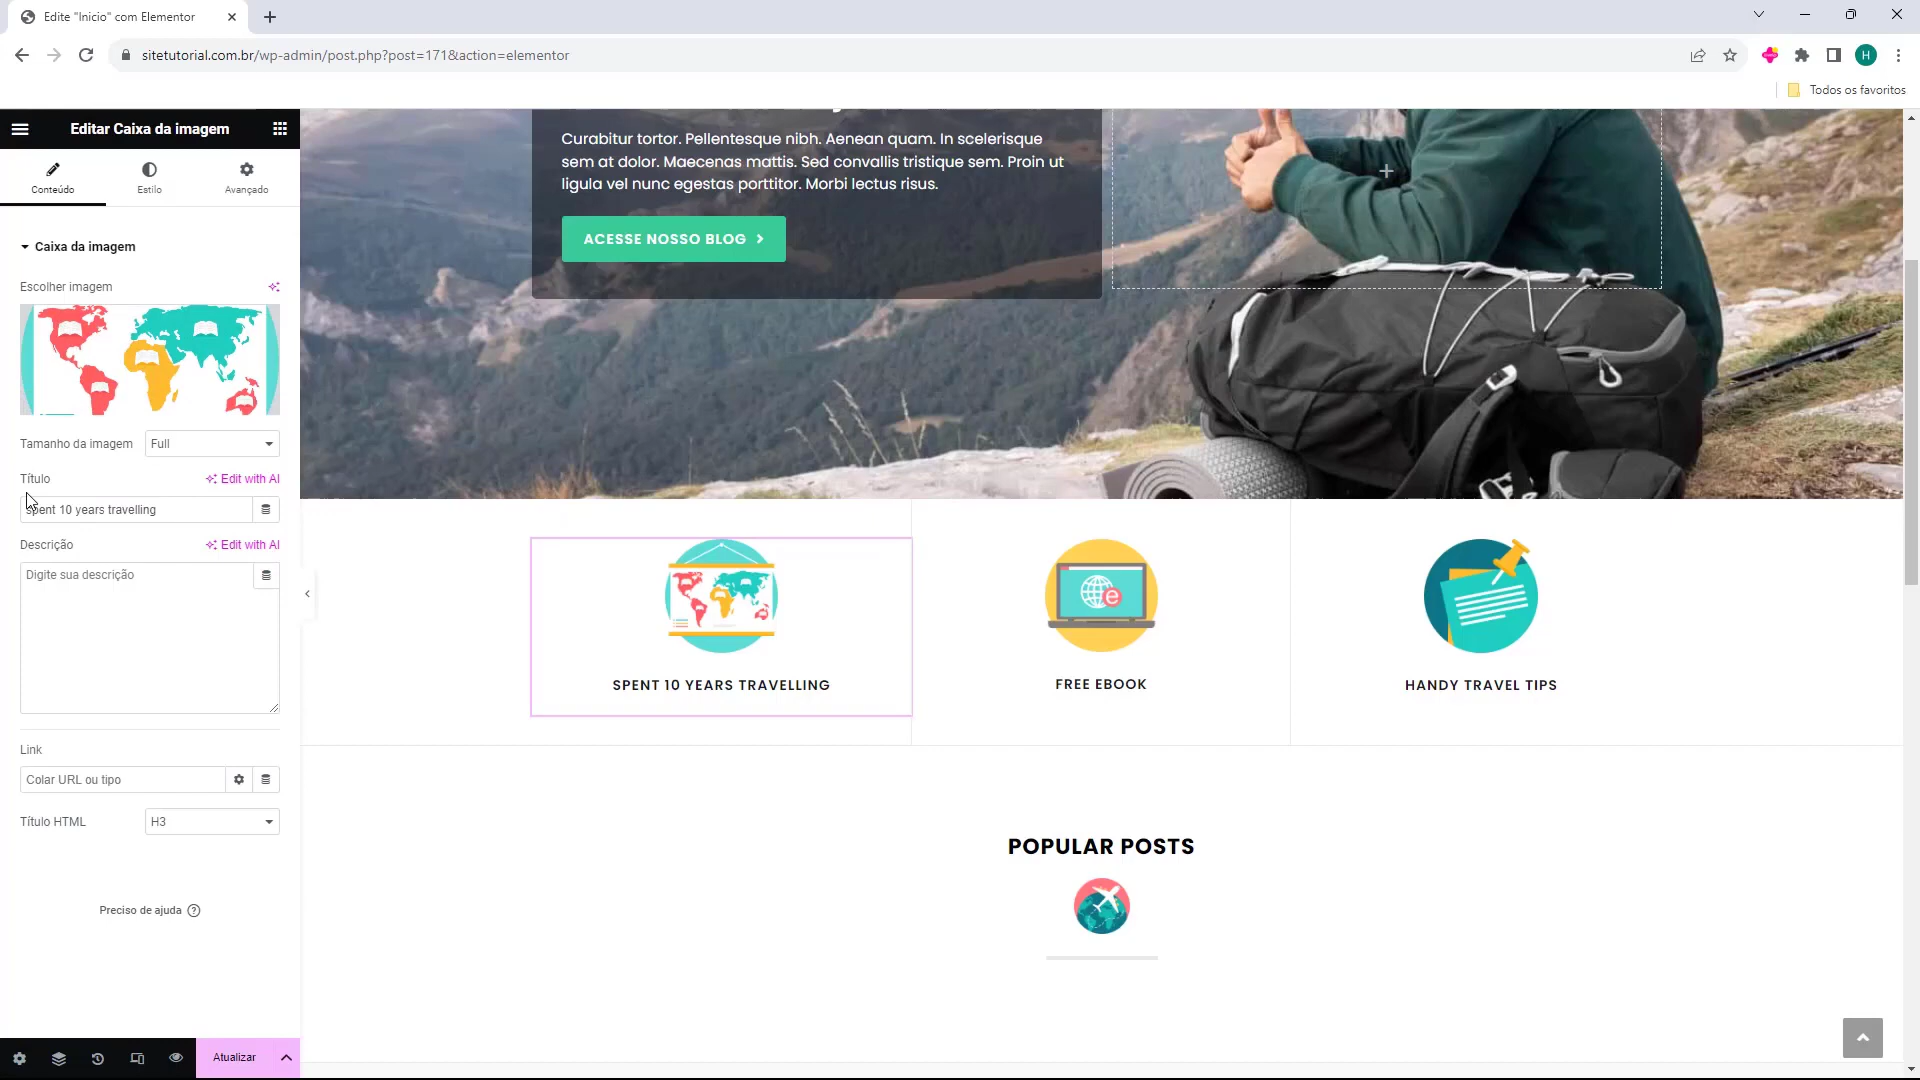 Edite "Inicio" com Elementor
sitetutorial.com.br/wp-admin/post.php?post=171&action=elementor
H
Todos os favoritos
Editar Caixa da imagem
Conteúdo
Estilo
Avançado
Caixa da imagem
Escolher imagem
Tamanho da imagem
Full
Título
Edit with AI
spent 10 years travelling
Descrição
Edit with AI
Digite sua descrição
Link
Colar URL ou tipo
Título HTML
H3
Preciso de ajuda
Atualizar
Curabitur tortor. Pellentesque nibh. Aenean quam. In scelerisque
sem at dolor. Maecenas mattis. Sed convallis tristique sem. Proin ut
ligula vel nunc egestas porttitor. Morbi lectus risus.
ACESSE NOSSO BLOG
e
SPENT 10 YEARS TRAVELLING
FREE EBOOK
HANDY TRAVEL TIPS
POPULAR POSTS